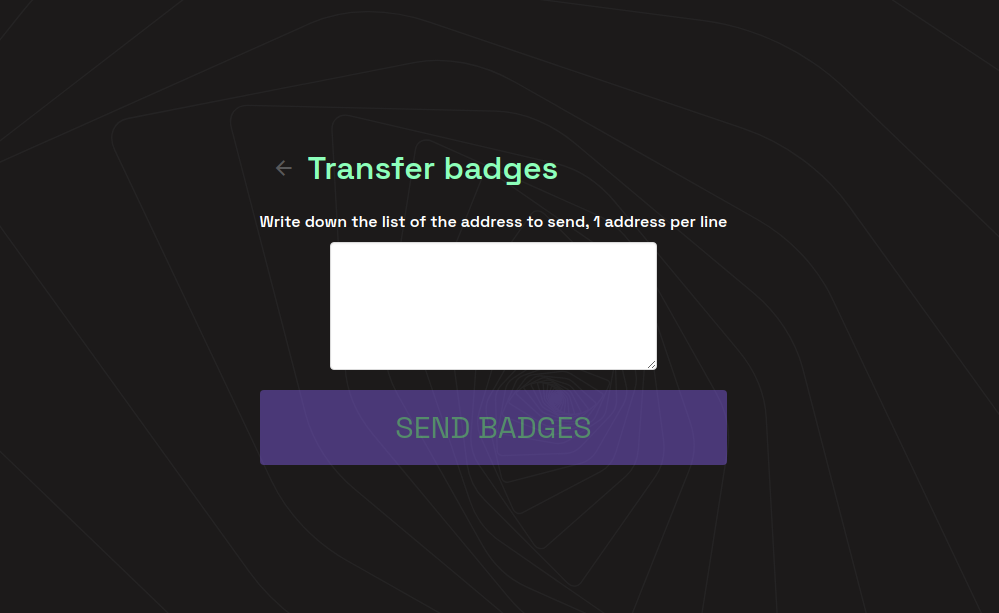 Transfer badges
Write down the list of the address to send, 1 address per line
SEND BADGES